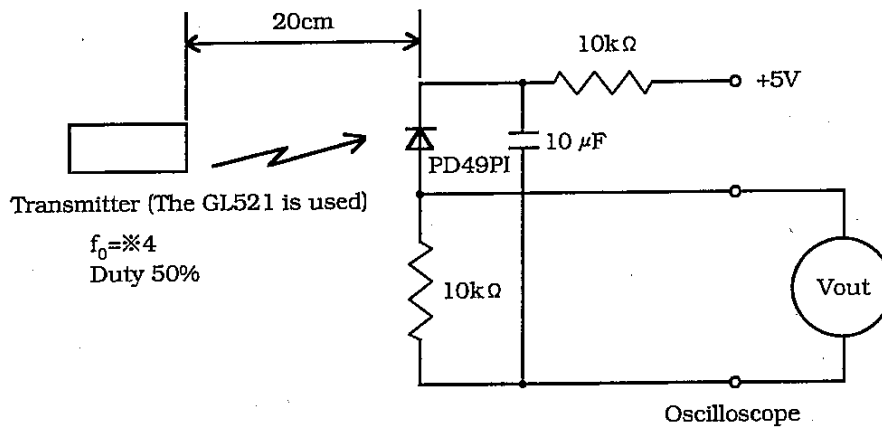 20cm
10kΩ
+5V
10 µF
PD49PI
Transmitter (The GL521 is used)
f₀=※4
Duty 50%
10kΩ
Vout
Oscilloscope